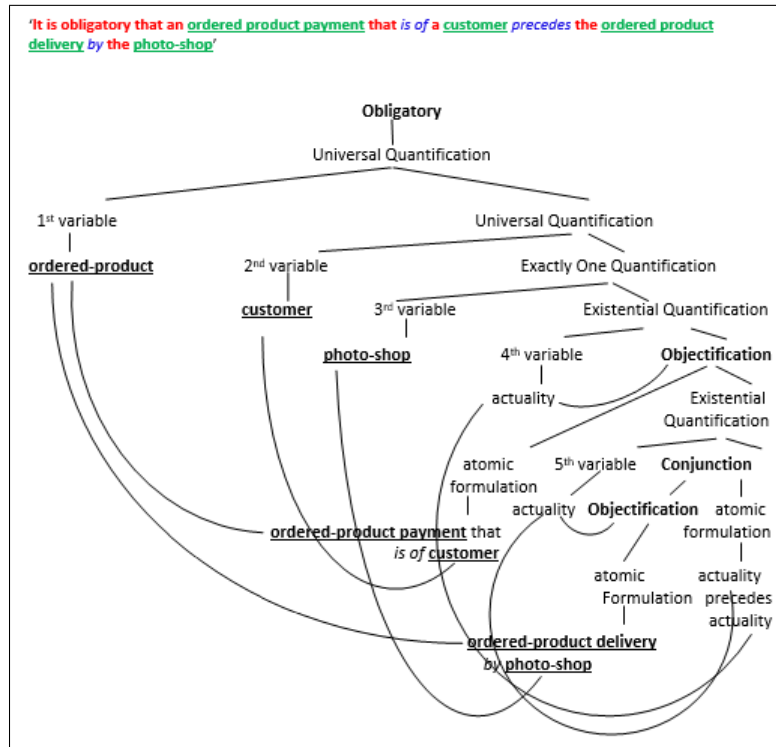 'It is obligatory that an ordered product payment that is of a customer precedes the ordered product
delivery by the photo-shop'
Obligatory
Universal Quantification
1st variable
Universal Quantification
ordered-product
2nd variable
Exactly One Quantification
customer
3rd variable
Existential Quantification
photo-shop
4th variable
Objectification
actuality
Existential
Quantification
atomic
formulation
5th variable
Conjunction
actuality
Objectification
atomic
formulation
ordered-product payment that
is of customer
atomic
Formulation
actuality
precedes
actuality
ordered-product delivery
by photo-shop